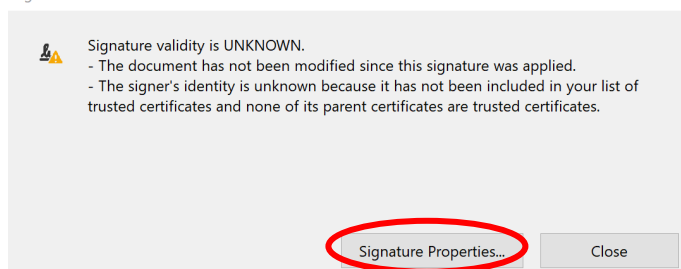 Signature validity is UNKNOWN.
- The document has not been modified since this signature was applied.
- The signer's identity is unknown because it has not been included in your list of
trusted certificates and none of its parent certificates are trusted certificates.
Signature Properties...
Close